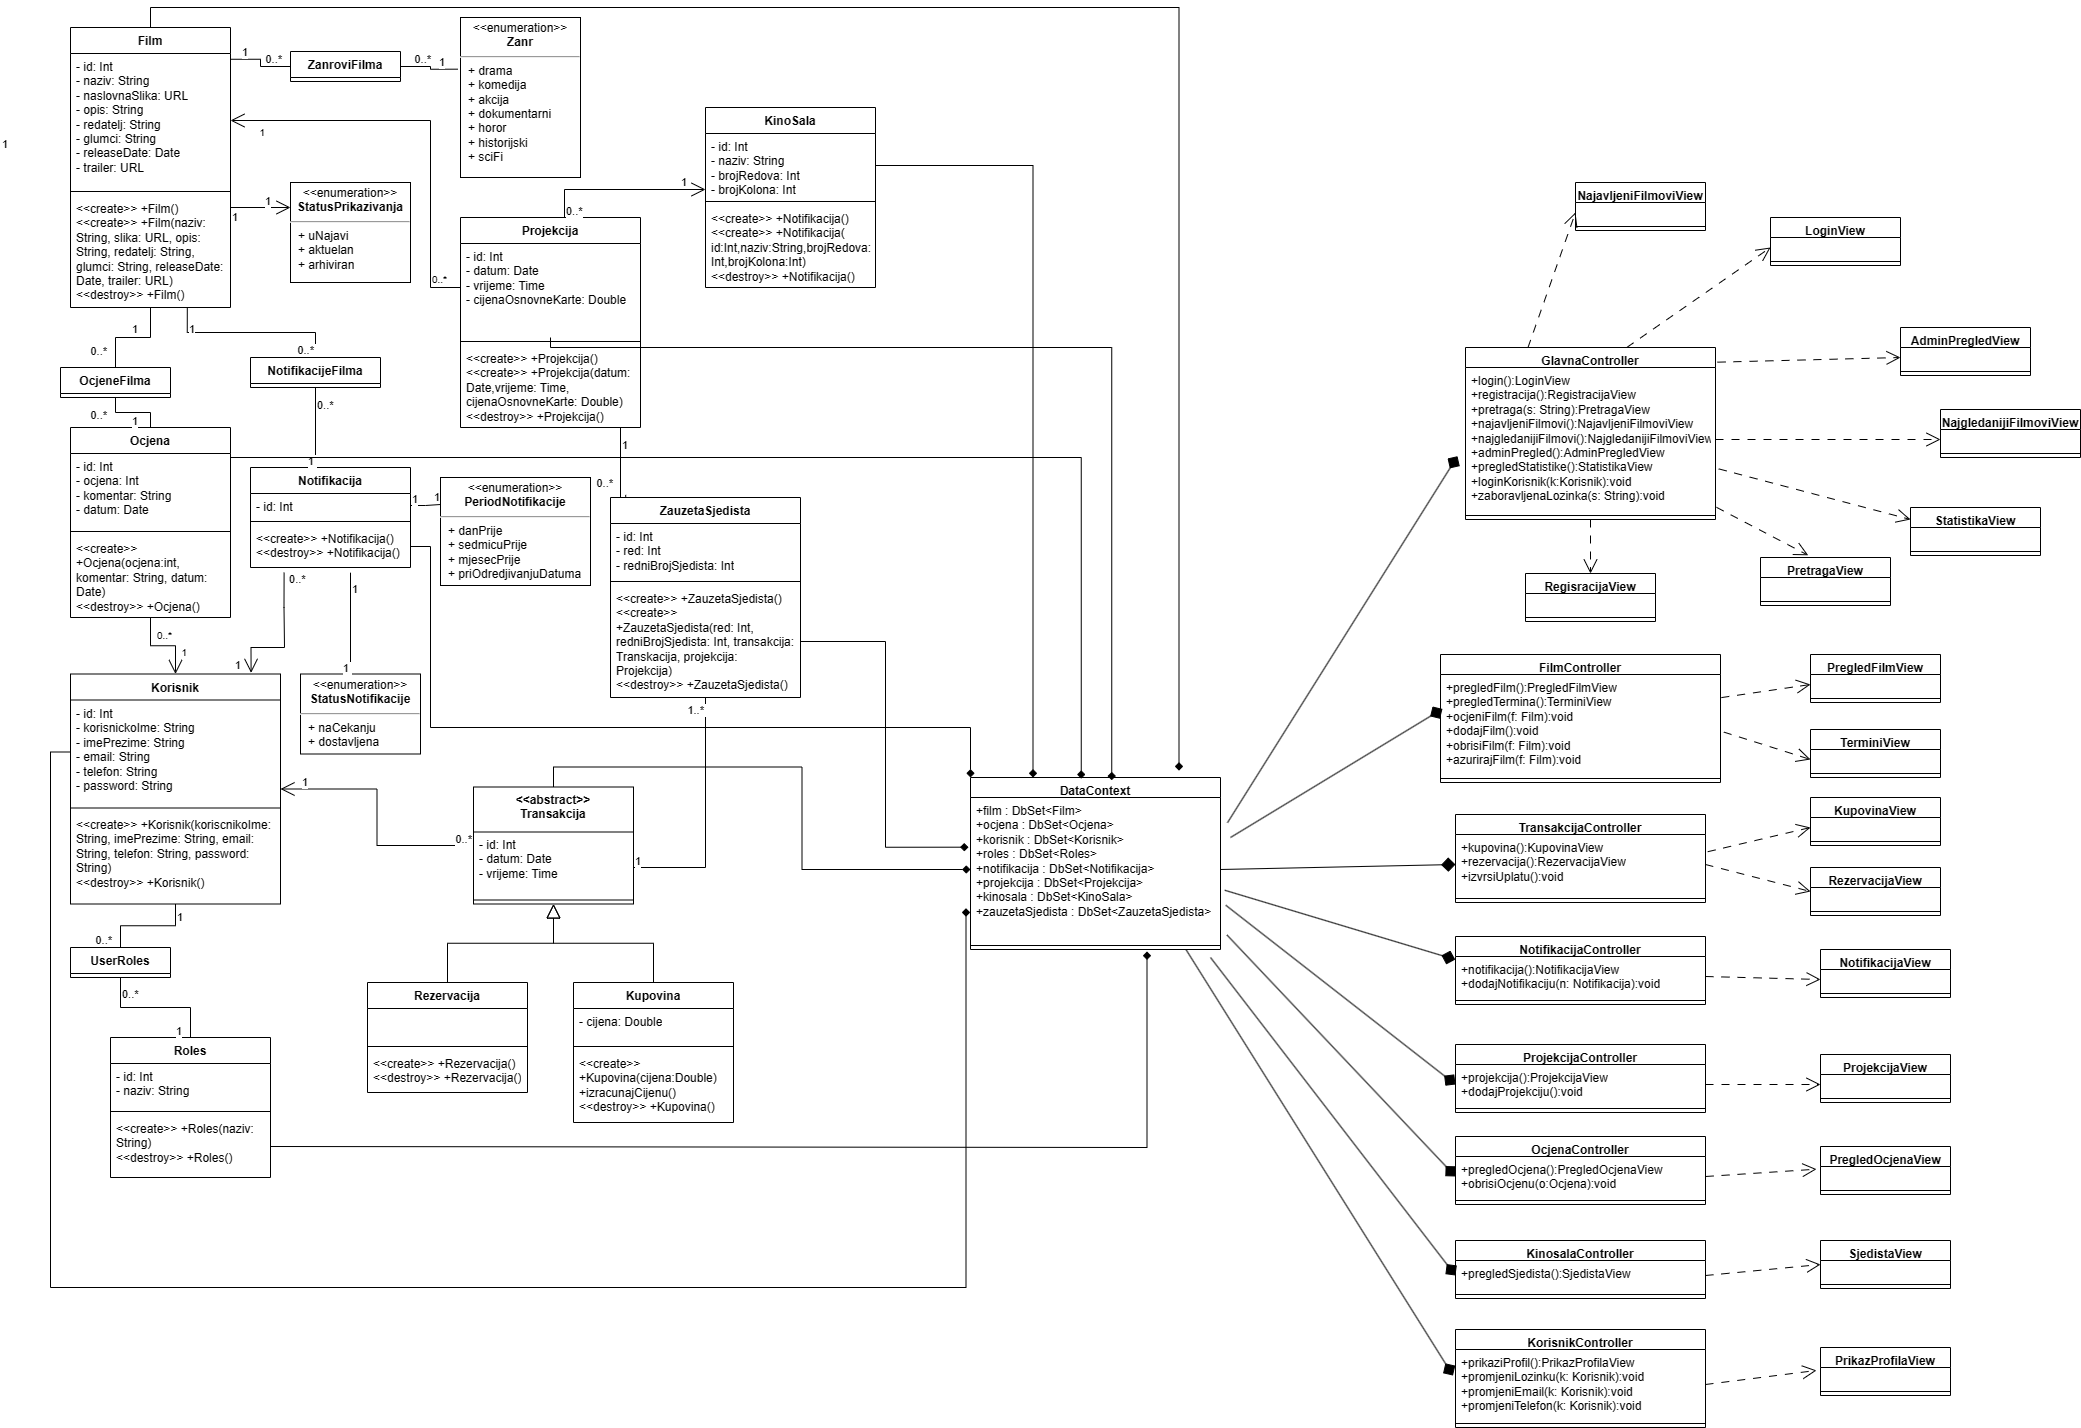 Film
- id: Int
- naziv: String
- naslovnaSlika: URL
- opis: String
- redatelj: String
- glumci: String
- releaseDate: Date
- trailer: URL
<<create>> +Film()
<<create>> +Film(naziv:
String, slika: URL, opis:
String, redatelj: String,
glumci: String, releaseDate:
Date, trailer: URL)
<<destroy>> +Film()
1
1
0..*
ZanroviFilma
0..*
1
<<enumeration>>
Zanr
+ drama
+ komedija
+ akcija
+ dokumentarni
+ horor
+ historijski
+ sciFi
1
0..*
1
1
<<enumeration>>
StatusPrikazivanja
+ uNajavi
+ aktuelan
+ arhiviran
KinoSala
- id: Int
- naziv: String
- brojRedova: Int
- brojKolona: Int
<<create>> +Notifikacija()
<<create>> +Notifikacija(
id:Int,naziv:String,brojRedova:
Int,brojKolona:Int)
<<destroy>> +Notifikacija()
1
0..*
Projekcija
- id: Int
- datum: Date
- vrijeme: Time
- cijenaOsnovneKarte: Double
<<create>> +Projekcija()
<<create>> +Projekcija(datum:
Date,vrijeme: Time,
cijenaOsnovneKarte: Double)
<<destroy>> +Projekcija()
1
0..*
1
0..*
OcjeneFilma
0..*
1
1
0..*
NotifikacijeFilma
0..*
1
Ocjena
- id: Int
- ocjena: Int
- komentar: String
- datum: Date
<<create>>
+Ocjena(ocjena:int,
komentar: String, datum:
Date)
<<destroy>> +Ocjena()
0..*
1
Notifikacija
- id: Int
<<create>> +Notifikacija()
<<destroy>> +Notifikacija()
1
1
<<enumeration>>
PeriodNotifikacije
+ danPrije
+ sedmicuPrije
+ mjesecPrije
+ priOdredjivanjuDatuma
0..*
1
1
1
<<enumeration>>
StatusNotifikacije
+ naCekanju
+ dostavljena
ZauzetaSjedista
- id: Int
- red: Int
- redniBrojSjedista: Int
<<create>> +ZauzetaSjedista()
<<create>>
+ZauzetaSjedista(red: Int,
redniBrojSjedista: Int, transakcija:
Transkacija, projekcija:
Projekcija)
<<destroy>> +ZauzetaSjedista()
1..*
1
Korisnik
- id: Int
- korisnickoIme: String
- imePrezime: String
- email: String
- telefon: String
- password: String
<<create>> +Korisnik(koriscnikoIme:
String, imePrezime: String, email:
String, telefon: String, password:
String)
<<destroy>> +Korisnik()
1
0..*
<<abstract>>
Transakcija
- id: Int
- datum: Date
- vrijeme: Time
1
0..*
UserRoles
0..*
1
Roles
- id: Int
- naziv: String
<<create>> +Roles(naziv:
String)
<<destroy>> +Roles()
Rezervacija
<<create>> +Rezervacija()
<<destroy>> +Rezervacija()
Kupovina
- cijena: Double
<<create>>
+Kupovina(cijena:Double)
+izracunajCijenu()
<<destroy>> +Kupovina()
DataContext
+film : DbSet<Film>
+ocjena : DbSet<Ocjena>
+korisnik : DbSet<Korisnik>
+roles : DbSet<Roles>
+notifikacija : DbSet<Notifikacija>
+projekcija : DbSet<Projekcija>
+kinosala : DbSet<KinoSala>
+zauzetaSjedista : DbSet<ZauzetaSjedista>
NajavljeniFilmoviView
LoginView
AdminPregledView
NajgledanijiFilmoviView
StatistikaView
PretragaView
RegisracijaView
GlavnaController
+login():LoginView
+registracija():RegistracijaView
+pretraga(s: String):PretragaView
+najavljeniFilmovi():NajavljeniFilmoviView
+najgledanijiFilmovi():NajgledanijiFilmoviView
+adminPregled():AdminPregledView
+pregledStatistike():StatistikaView
+loginKorisnik(k:Korisnik):void
+zaboravljenaLozinka(s: String):void
FilmController
+pregledFilm():PregledFilmView
+pregledTermina():TerminiView
+ocjeniFilm(f: Film):void
+dodajFilm():void
+obrisiFilm(f: Film):void
+azurirajFilm(f: Film):void
PregledFilmView
TerminiView
TransakcijaController
+kupovina():KupovinaView
+rezervacija():RezervacijaView
+izvrsiUplatu():void
KupovinaView
RezervacijaView
NotifikacijaController
+notifikacija():NotifikacijaView
+dodajNotifikaciju(n: Notifikacija):void
NotifikacijaView
ProjekcijaController
+projekcija():ProjekcijaView
+dodajProjekciju():void
ProjekcijaView
OcjenaController
+pregledOcjena():PregledOcjenaView
+obrisiOcjenu(o:Ocjena):void
PregledOcjenaView
KinosalaController
+pregledSjedista():SjedistaView
SjedistaView
KorisnikController
+prikaziProfil():PrikazProfilaView
+promjeniLozinku(k: Korisnik):void
+promjeniEmail(k: Korisnik):void
+promjeniTelefon(k: Korisnik):void
PrikazProfilaView